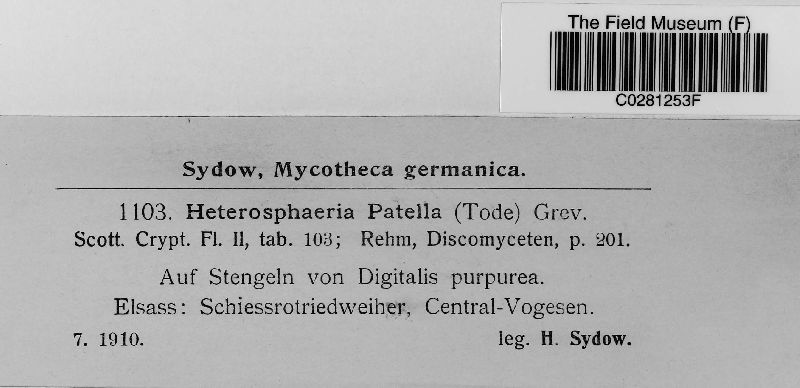 The Field Museum (F)
C0281253F
Sydow, Mycotheca germanica.
1103. Heterosphaeria Patella (Tode) Grev.
Scott. Crypt. Fl. II, tab. 103; Rehm, Discomyceten, p. 201.
Auf Stengeln von Digitalis purpurea.
Elsass: Schiessrotriedweiher, Central-Vogesen.
7. 1910. leg. H. Sydow.